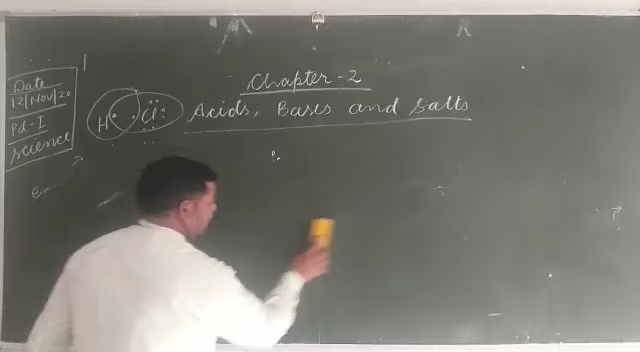 Date
12/Nov/20
Pd-I
Science
Chapter-2
H Cl
Acids, Bases and Salts
e-